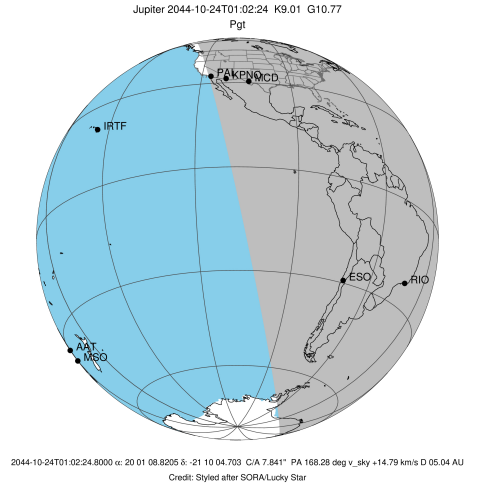 Jupiter 2044-10-24T01:02:24  K9.01  G10.77
Pgt
PAL KPNO MCD
IRTF
ESO
RIO
AAT
MSO
2044-10-24T01:02:24.8000 α: 20 01 08.8205 δ: -21 10 04.703  C/A 7.841"  PA 168.28 deg v_sky +14.79 km/s D 05.04 AU
Credit: Styled after SORA/Lucky Star